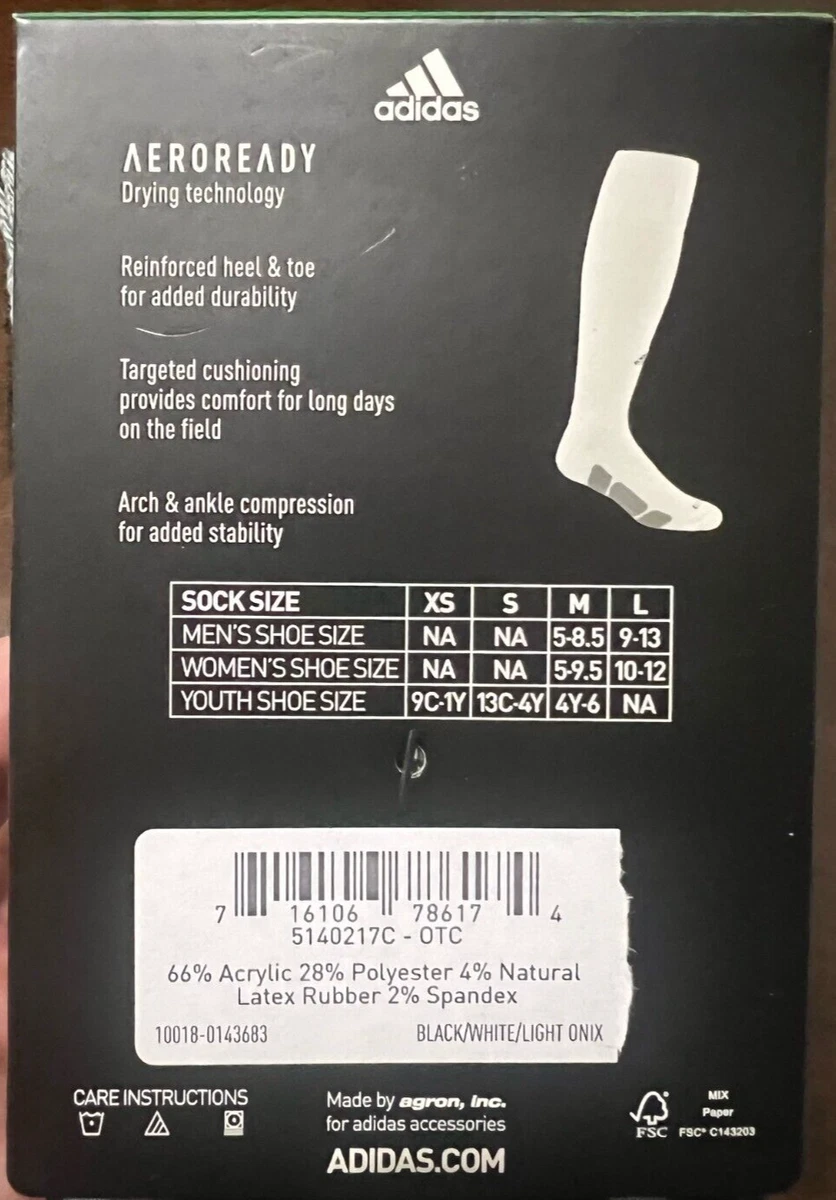 adidas
AEROREADY
Drying technology
Reinforced heel & toe
for added durability
Targeted cushioning
provides comfort for long days
on the field
Arch & ankle compression
for added stability
SOCK SIZE XS S M L
MEN'S SHOE SIZE NA NA 5-8.5 9-13
WOMEN'S SHOE SIZE NA NA 5-9.5 10-12
YOUTH SHOE SIZE 9C-1Y 13C-4Y 4Y-6 NA
7 16106 78617 4
5140217C - OTC
66% Acrylic 28% Polyester 4% Natural
Latex Rubber 2% Spandex
10018-0143683 BLACK/WHITE/LIGHT ONIX
CARE INSTRUCTIONS
Made by agron, inc.
for adidas accessories
ADIDAS.COM
FSC
MIX
Paper
FSC® C143203